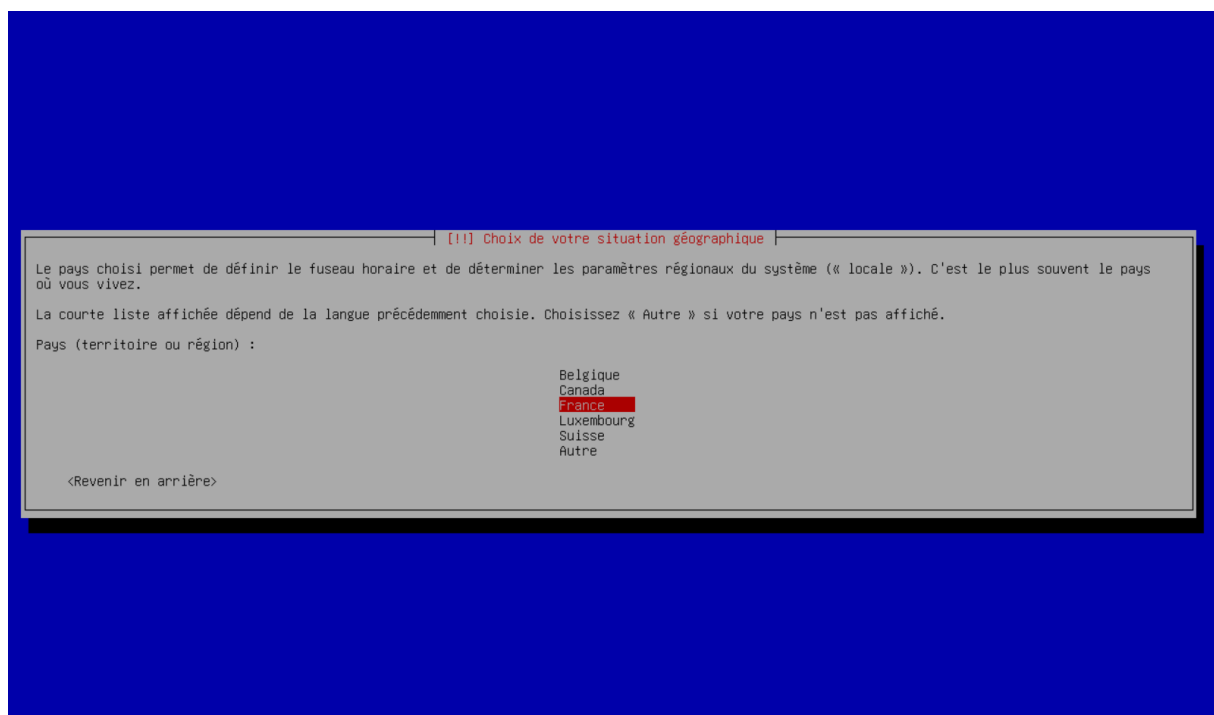 [!!] Choix de votre situation géographique
Le pays choisi permet de définir le fuseau horaire et de déterminer les paramètres régionaux du système (« locale »). C'est le plus souvent le pays
où vous vivez.
La courte liste affichée dépend de la langue précédemment choisie. Choisissez « Autre » si votre pays n'est pas affiché.
Pays (territoire ou région) :
Belgique
Canada
France
Luxembourg
Suisse
Autre
<Revenir en arrière>